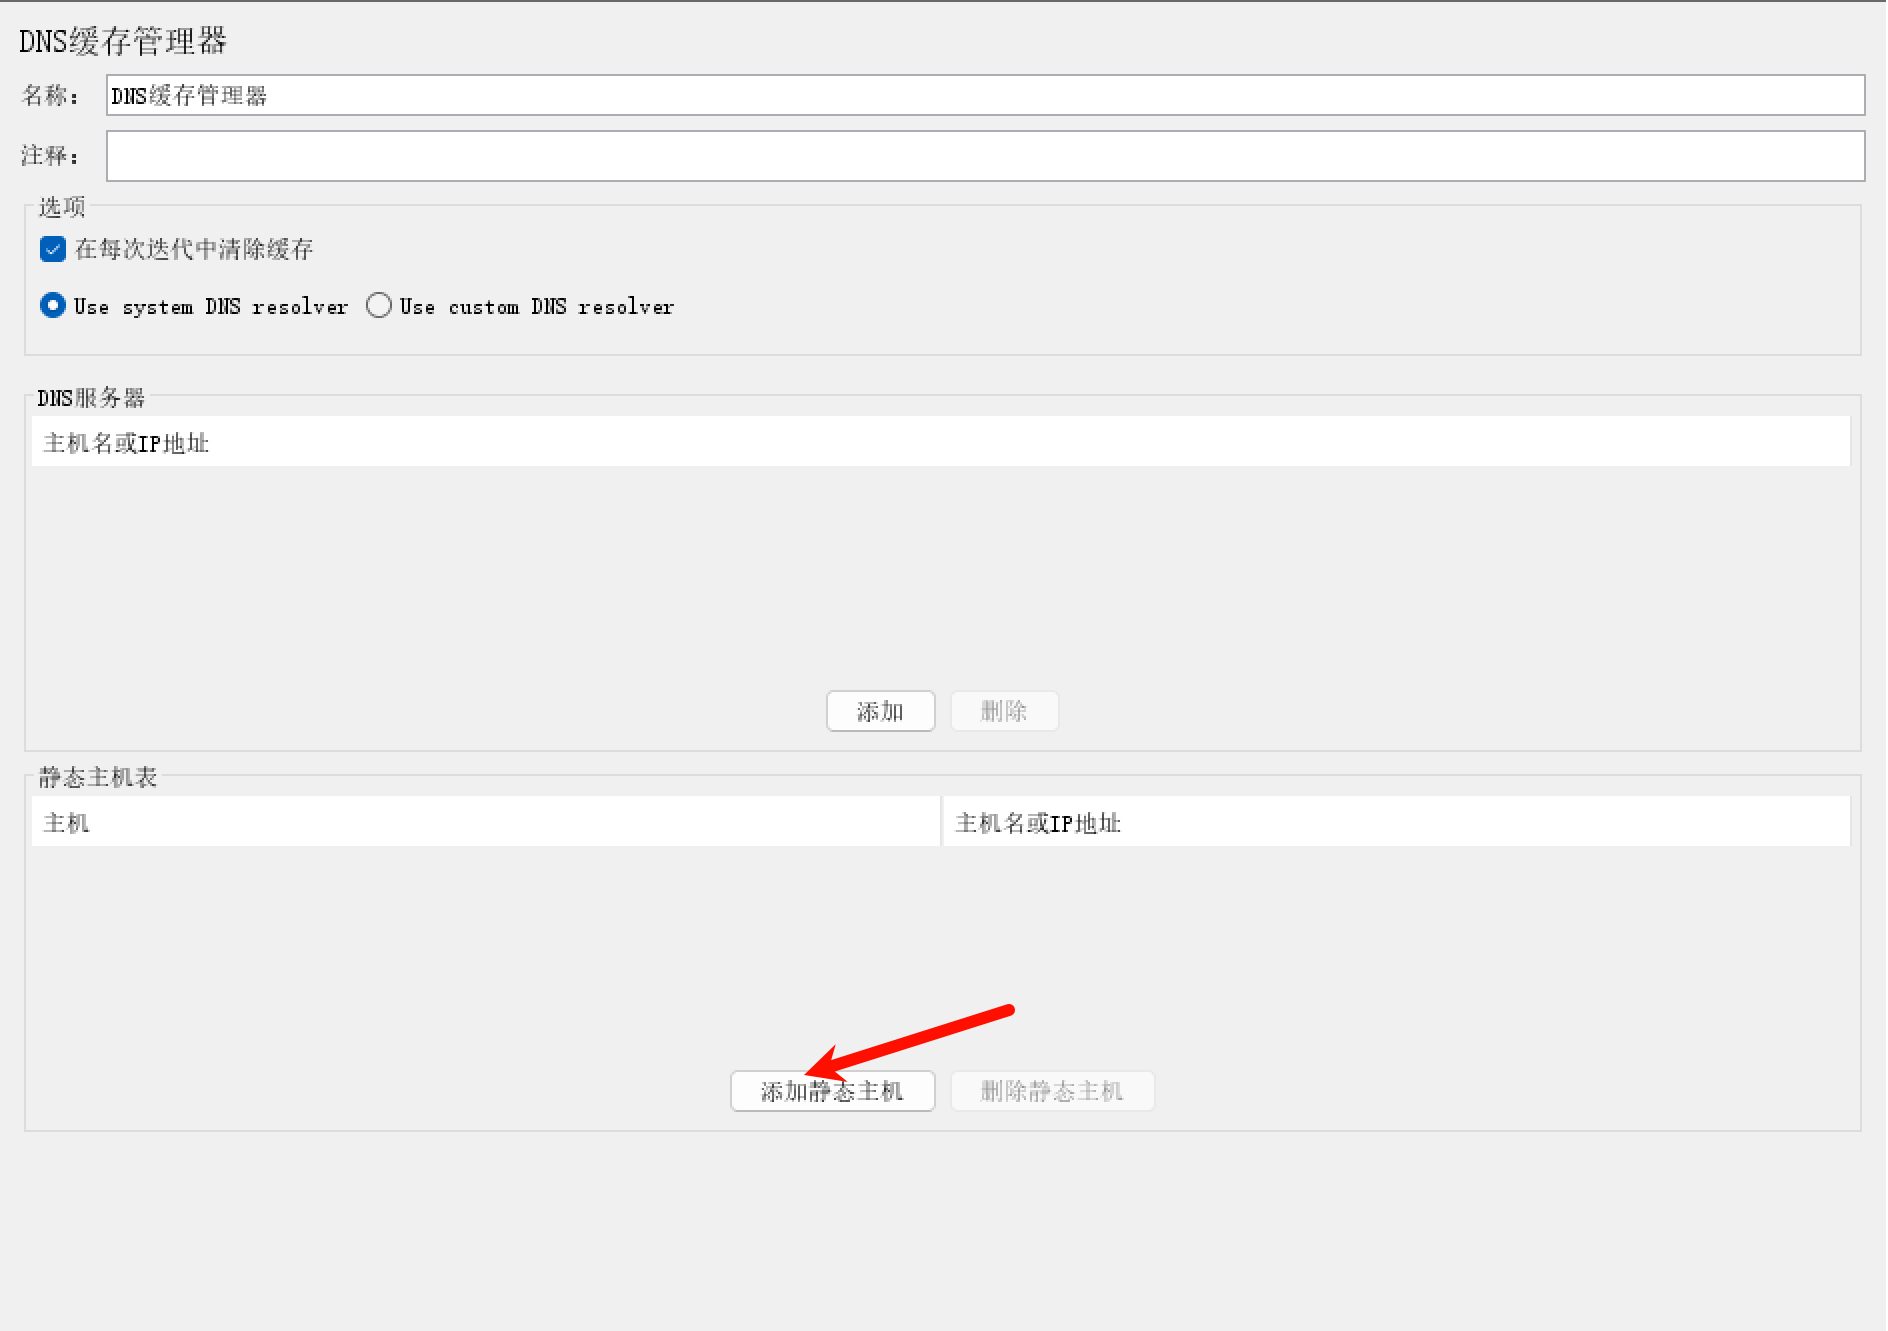 DNS缓存管理器
名称： DNS缓存管理器
注释：
选项
在每次迭代中清除缓存
Use system DNS resolver Use custom DNS resolver
DNS服务器
主机名或IP地址
添加 删除
静态主机表
主机 主机名或IP地址
添加静态主机 删除静态主机